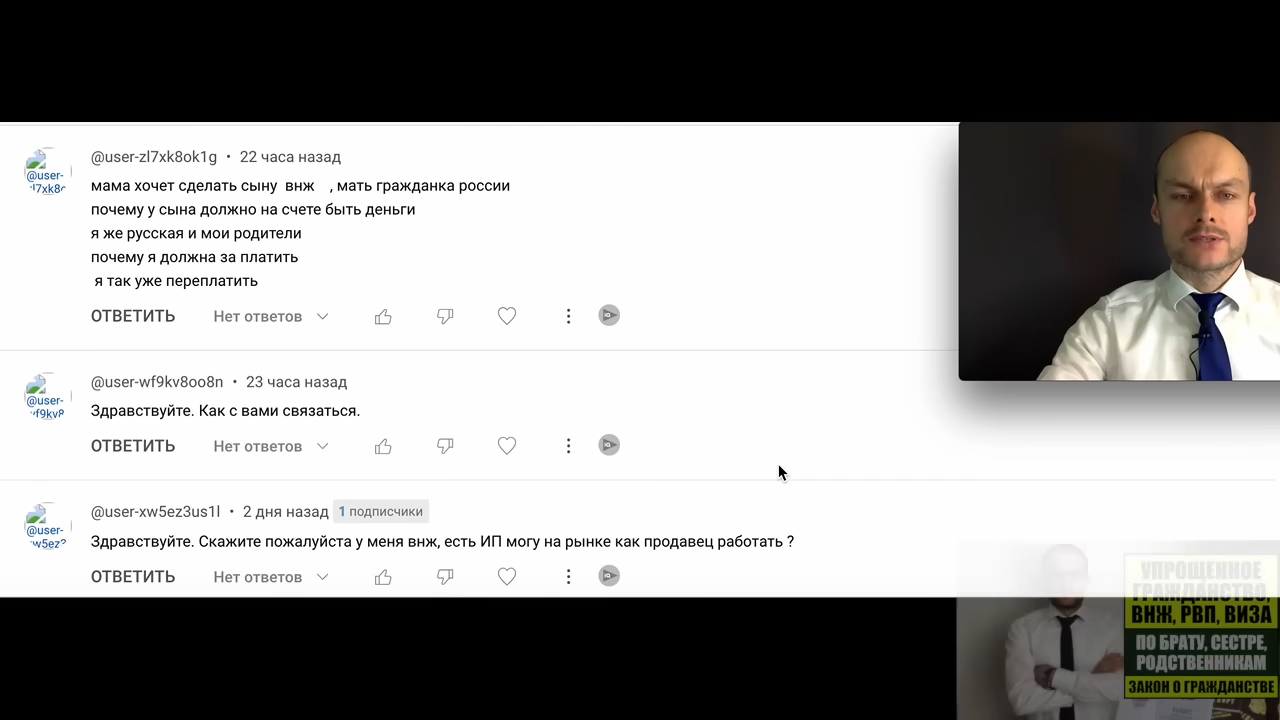 @user-zl7xk8ok1g • 22 часа назад
@user-
мама хочет сделать сыну внж , мать гражданка россии
почему у сына должно на счете быть деньги
я же русская и мои родители
почему я должна за платить
я так уже переплатить
ОТВЕТИТЬ Нет ответов
@user-wf9kv8oo8n • 23 часа назад
@user-
Здравствуйте. Как с вами связаться.
ОТВЕТИТЬ Нет ответов
@user-xw5ez3us1l • 2 дня назад 1 подписчики
@user-
Здравствуйте. Скажите пожалуйста у меня внж, есть ИП могу на рынке как продавец работать ?
ОТВЕТИТЬ Нет ответов
УПРОЩЕННОЕ
ГРАЖДАНСТВО,
ВНЖ, РВП, ВИЗА
ПО БРАТУ, СЕСТРЕ,
РОДСТВЕННИКАМ
ЗАКОН О ГРАЖДАНСТВЕ